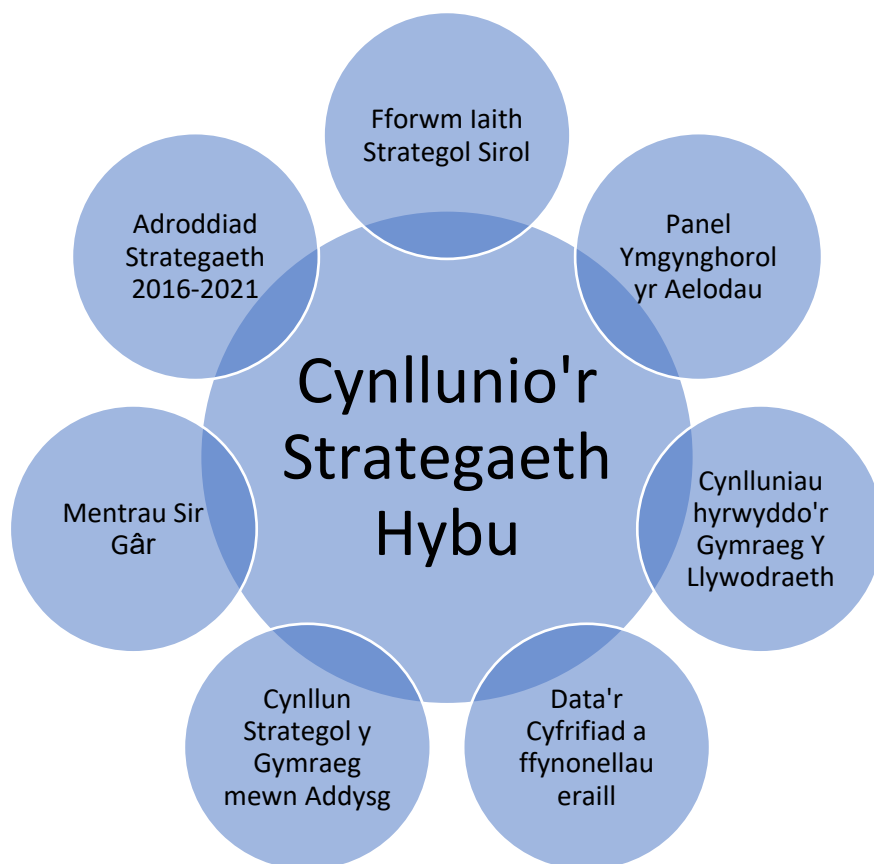 Fforwm Iaith
Strategol Sirol
Panel
Ymgynghorol
yr Aelodau
Cynlluniau
hyrwyddo'r
Gymraeg Y
Llywodraeth
Data'r
Cyfrifiad a
ffynonellau
eraill
Cynllun
Strategol y
Gymraeg
mewn Addysg
Mentrau Sir
Gâr
Adroddiad
Strategaeth
2016-2021
Cynllunio'r
Strategaeth
Hybu